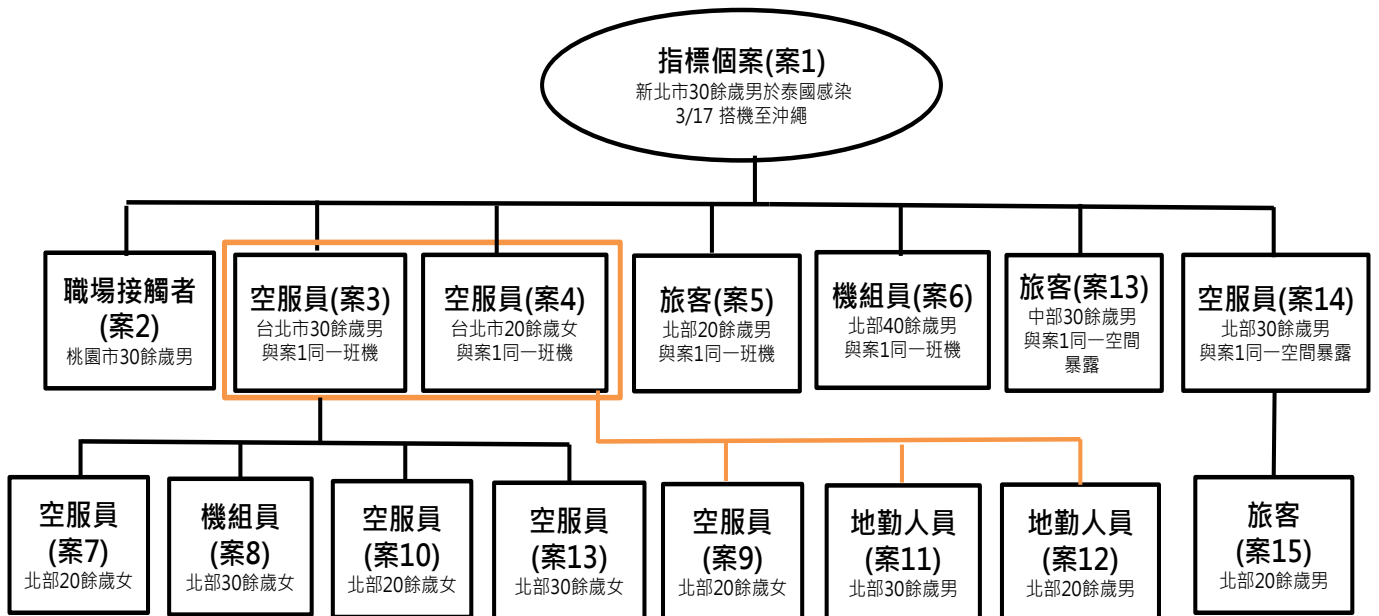 指標個案(案1)
新北市30餘歲男於泰國感染
3/17 搭機至沖繩
職場接觸者
(案2)
桃園市30餘歲男
空服員(案3)
台北市30餘歲男
與案1同一班機
空服員(案4)
台北市20餘歲女
與案1同一班機
旅客(案5)
北部20餘歲男
與案1同一班機
機組員(案6)
北部40餘歲男
與案1同一班機
旅客(案13)
中部30餘歲男
與案1同一空間
暴露
空服員(案14)
北部30餘歲男
與案1同一空間暴露
空服員
(案7)
北部20餘歲女
機組員
(案8)
北部30餘歲女
空服員
(案10)
北部20餘歲女
空服員
(案13)
北部30餘歲女
空服員
(案9)
北部20餘歲女
地勤人員
(案11)
北部30餘歲男
地勤人員
(案12)
北部20餘歲男
旅客
(案15)
北部20餘歲男